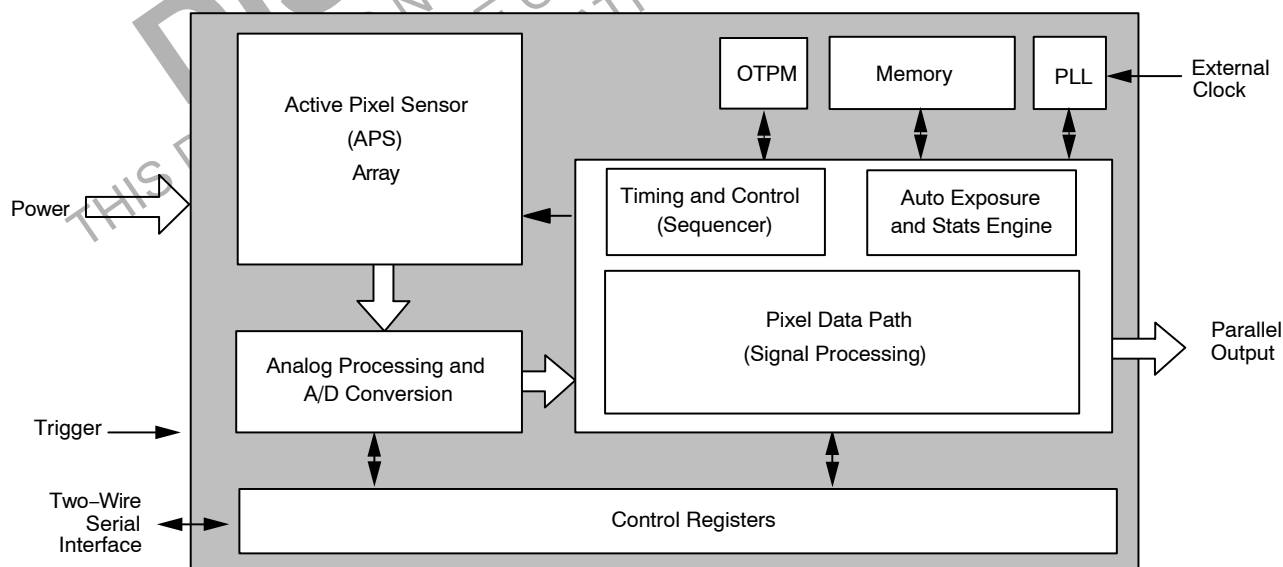 OTPM
Memory
PLL
External
Clock
Active Pixel Sensor
(APS)
Array
Timing and Control
(Sequencer)
Auto Exposure
and Stats Engine
Power
THIS
Pixel Data Path
(Signal Processing)
Parallel
Output
Analog Processing and
A/D Conversion
Trigger
Two–Wire
Serial
Interface
Control Registers